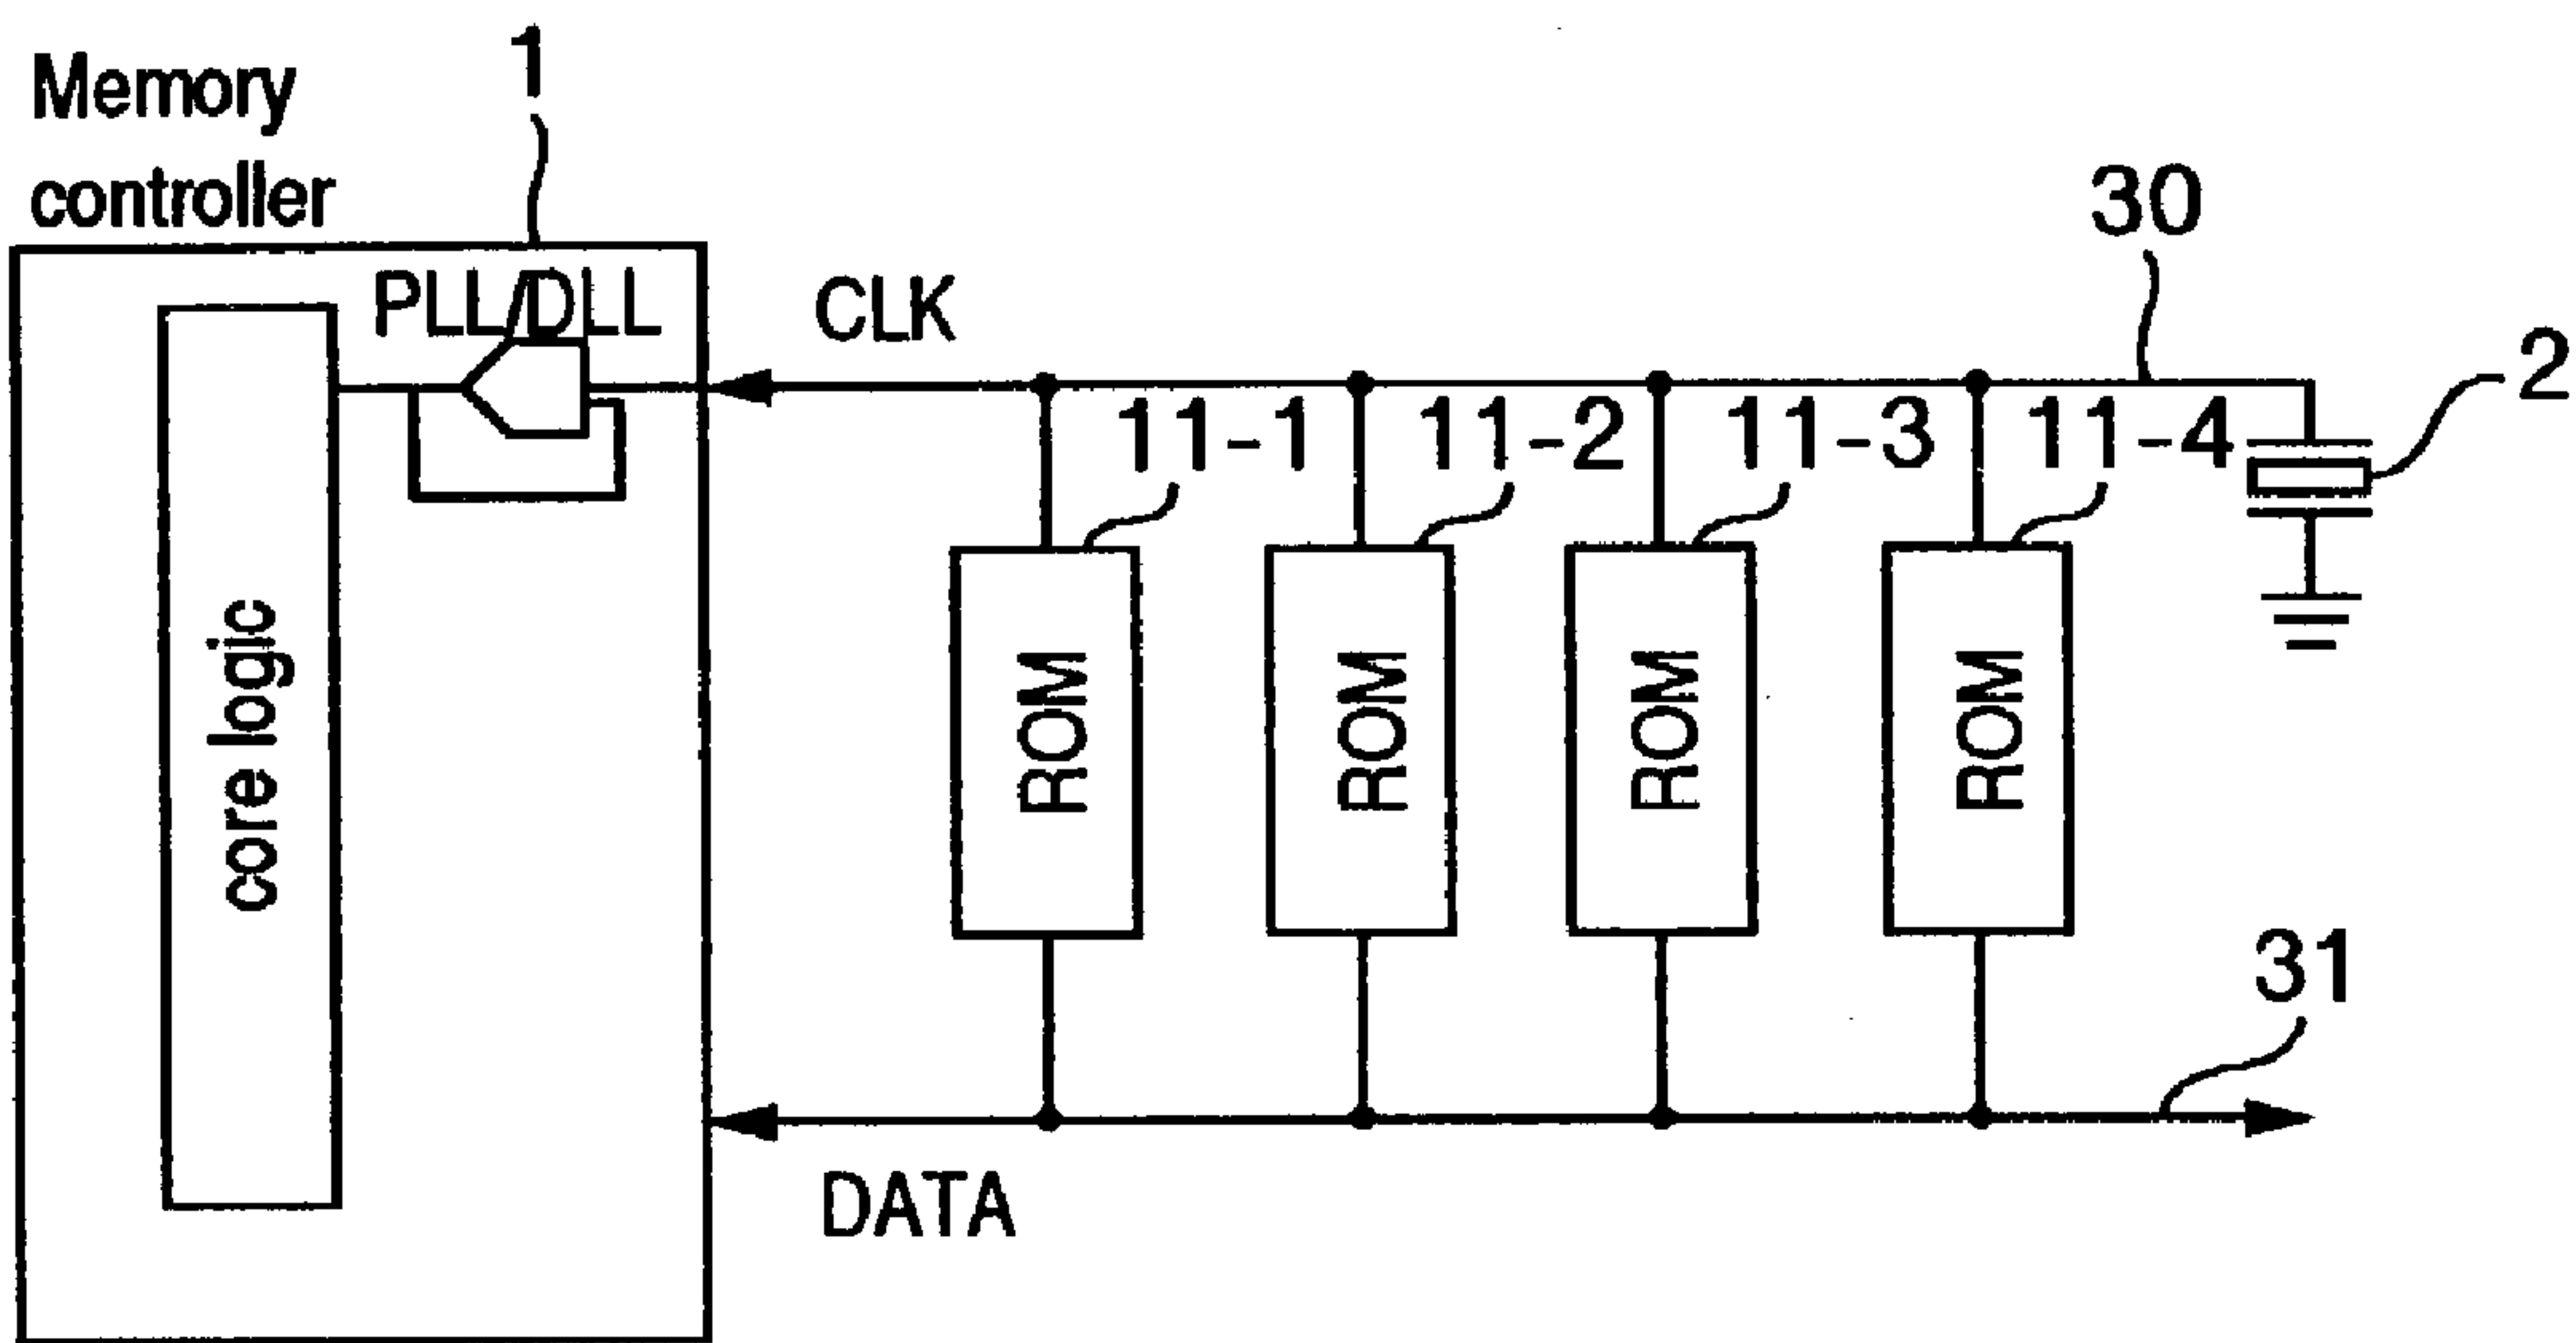 Memory
controller
1
PLL/DLL
CLK
30
2
11-1
11-2
11-3
11-4
core logic
ROM
ROM
ROM
ROM
31
DATA